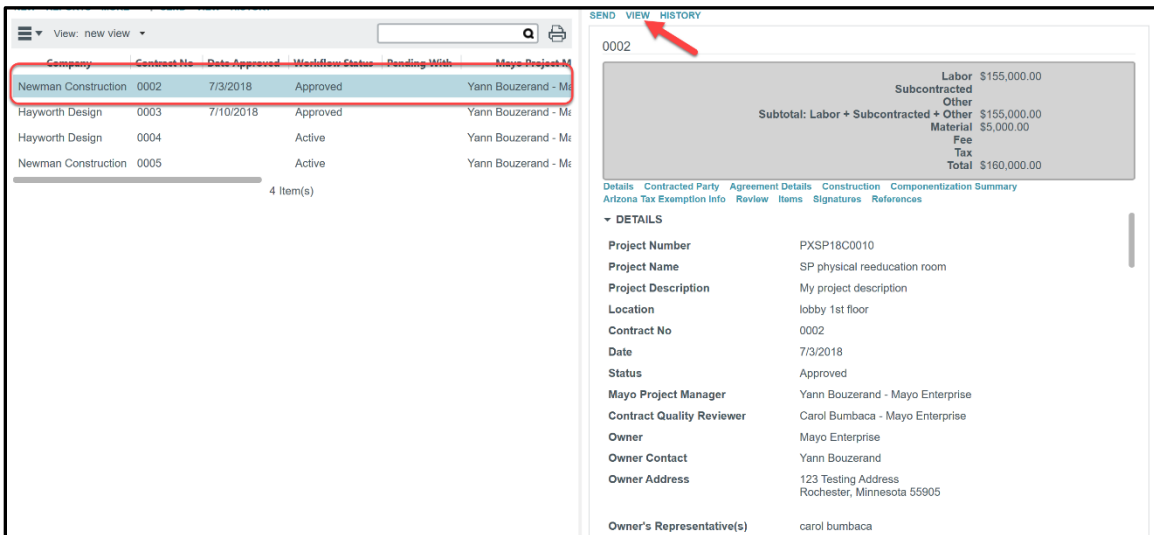 SEND VIEW HISTORY
View: new view
Company Contract No Date Approved Workflow Status Pending With Mayo Project M
Newman Construction 0002 7/3/2018 Approved Yann Bouzerand - Ma
Hayworth Design 0003 7/10/2018 Approved Yann Bouzerand - Ma
Hayworth Design 0004 Active Yann Bouzerand - Ma
Newman Construction 0005 Active Yann Bouzerand - Ma
4 Item(s)
0002
Labor $155,000.00
Subcontracted
Other
Subtotal: Labor + Subcontracted + Other $155,000.00
Material $5,000.00
Fee
Tax
Total $160,000.00
Details Contracted Party Agreement Details Construction Componentization Summary
Arizona Tax Exemption Info Review Items Signatures References
DETAILS
Project Number PXSP18C0010
Project Name SP physical reeducation room
Project Description My project description
Location lobby 1st floor
Contract No 0002
Date 7/3/2018
Status Approved
Mayo Project Manager Yann Bouzerand - Mayo Enterprise
Contract Quality Reviewer Carol Bumbaca - Mayo Enterprise
Owner Mayo Enterprise
Owner Contact Yann Bouzerand
Owner Address 123 Testing Address
Rochester, Minnesota 55905
Owner's Representative(s) carol bumbaca